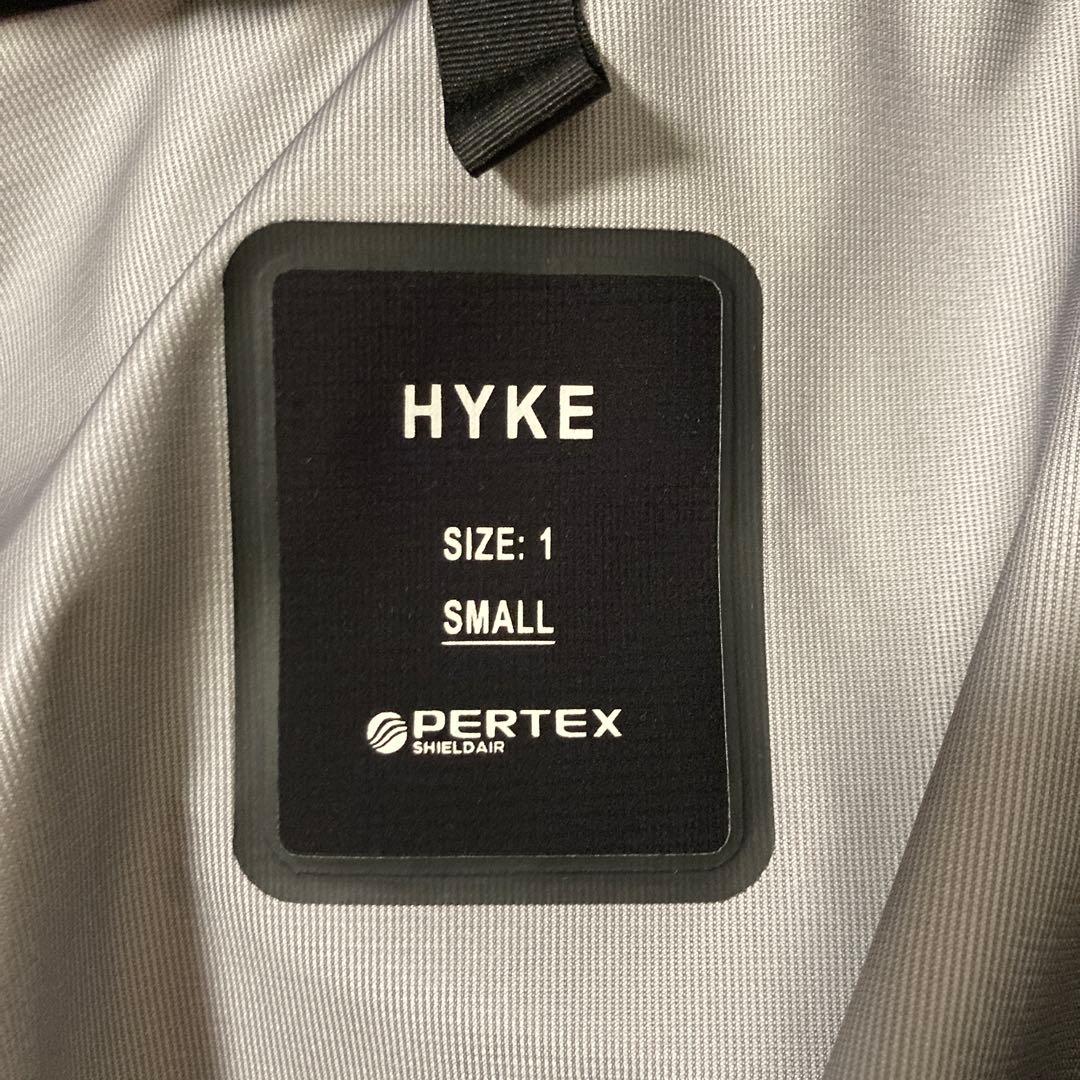 HYKE
SIZE: 1
SMALL
PERTEX
SHIELDAIR